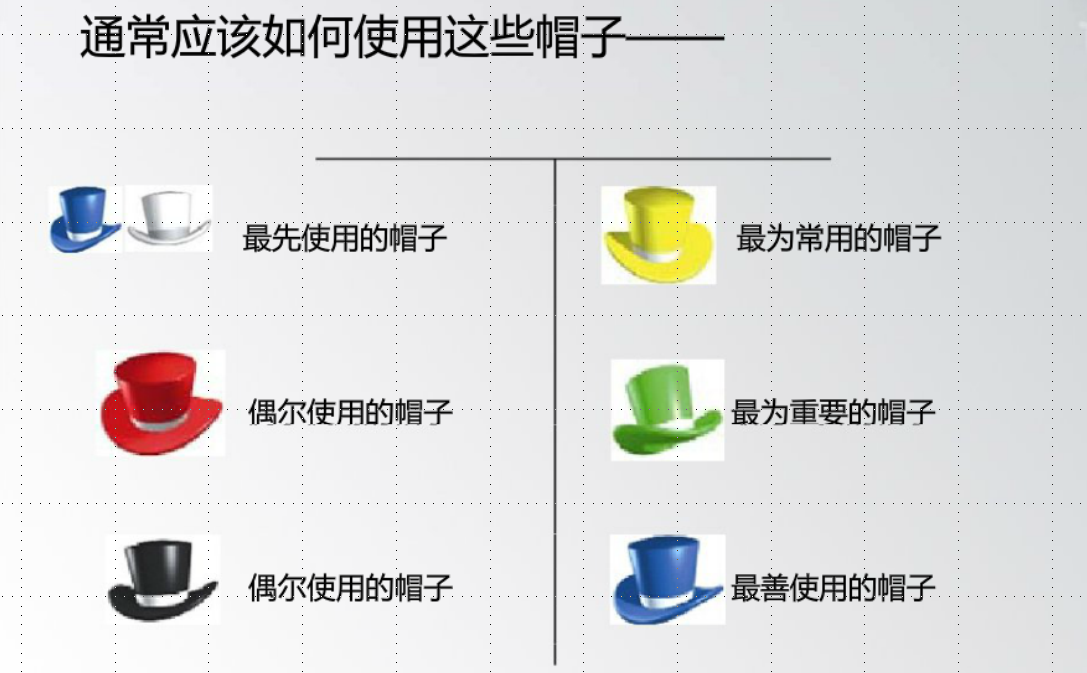 通常应该如何使用这些帽子——
最先使用的帽子
最为常用的帽子
偶尔使用的帽子
最为重要的帽子
偶尔使用的帽子
最善使用的帽子